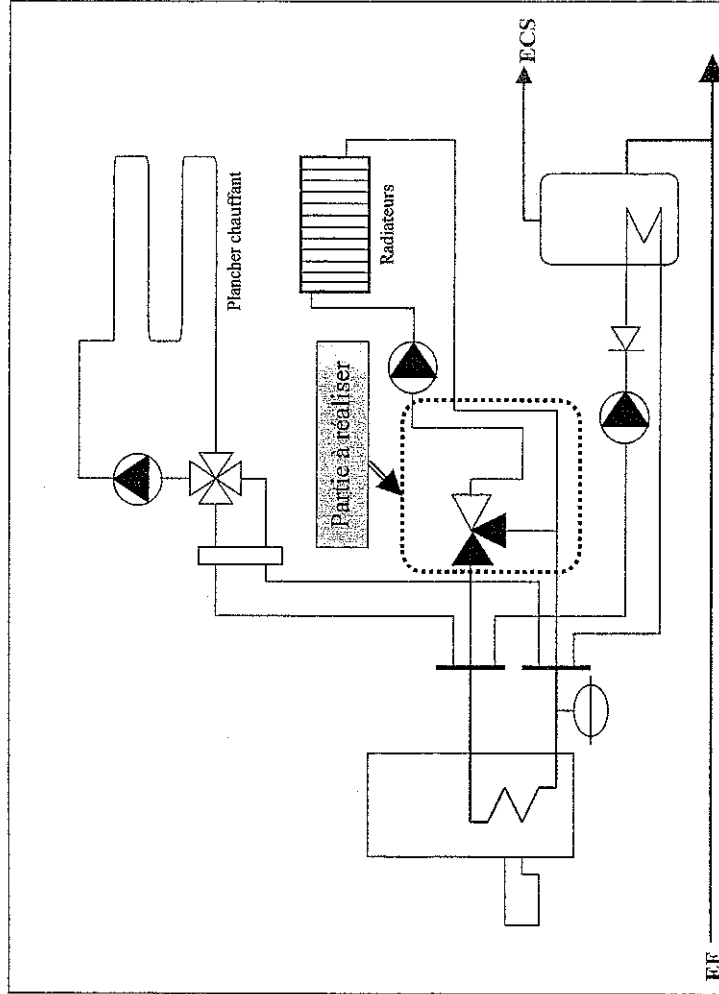 ECS
Plancher chauffant
Radiateurs
Partie à réaliser
EF